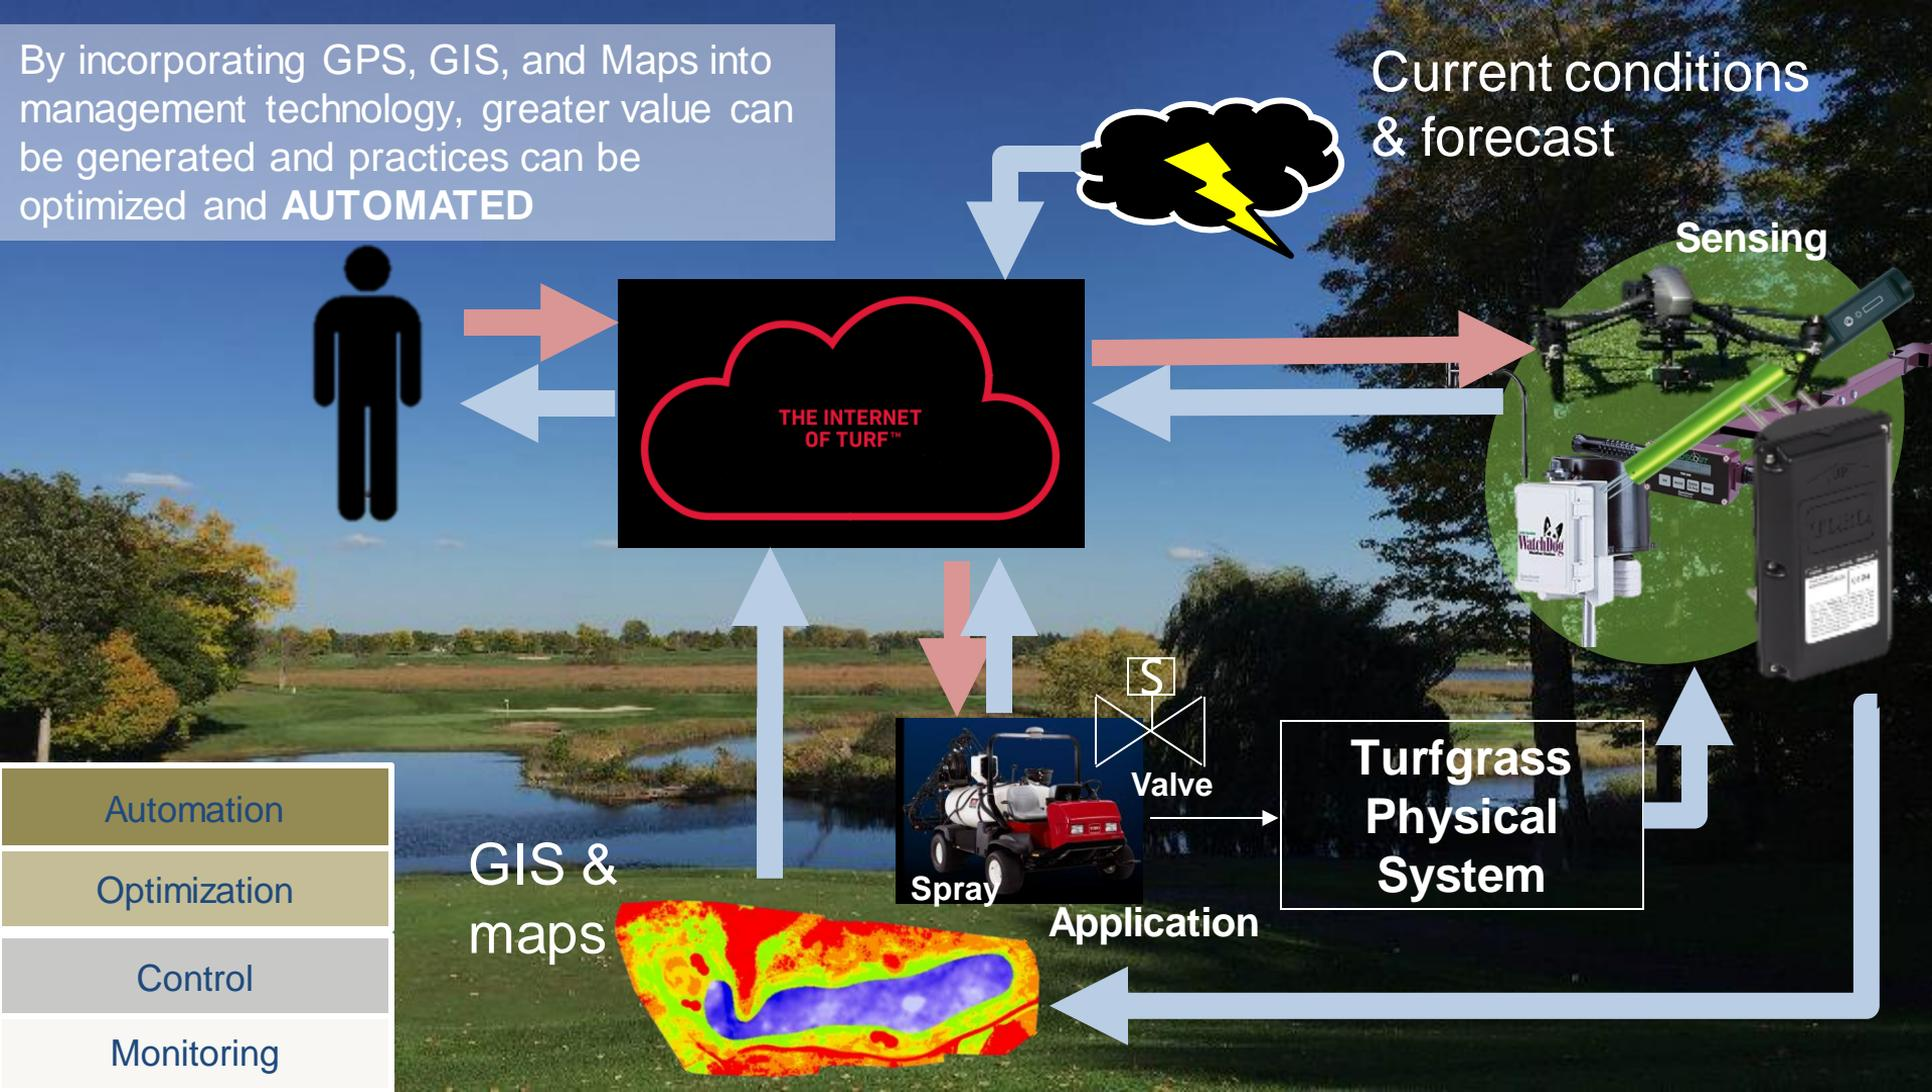 By incorporating GPS, GIS, and Maps into
management technology, greater value can
be generated and practices can be
optimized and AUTOMATED
Current conditions
& forecast
Sensing
THE INTERNET
OF TURF™
WatchDog
TORO
S
Valve
Turfgrass
Physical
System
Spray
Application
GIS &
maps
Automation
Optimization
Control
Monitoring